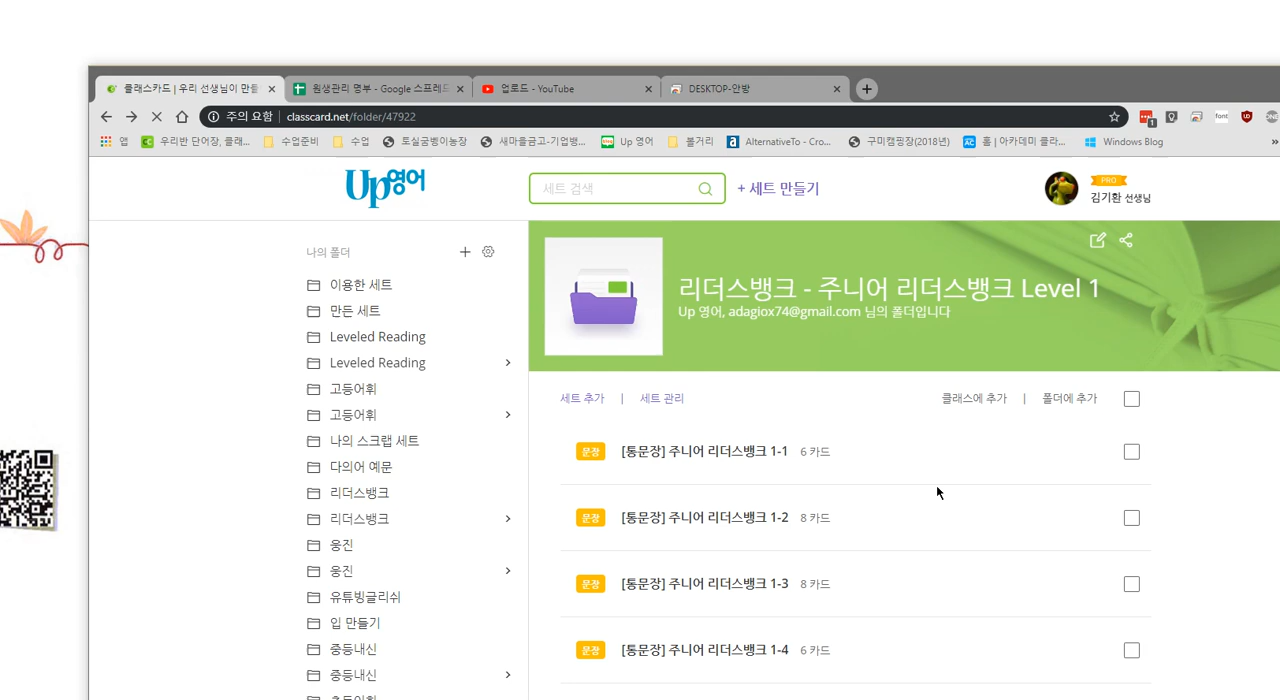 클래스카드 | 우리 선생님이 만들
원생관리 명부 - Google 스프레드
업로드 - YouTube
DESKTOP-안방
주의 요함 | classcard.net/folder/47922
앱
우리반 단어장, 클래...
수업준비
수업
토실궁벵이농장
새마을금고-기업뱅...
Up 영어
볼거리
AlternativeTo - Cro...
구미캠핑장(2018년)
홈 | 아카데미 클라...
Windows Blog
»
Up영어
세트 검색
+ 세트 만들기
PRO
김기환 선생님
나의 폴더
이용한 세트
만든 세트
Leveled Reading
Leveled Reading
고등어휘
고등어휘
나의 스크랩 세트
다의어 예문
리더스뱅크
리더스뱅크
웅진
웅진
유튜빙글리쉬
입 만들기
중등내신
중등내신
리더스뱅크 - 주니어 리더스뱅크 Level 1
Up 영어, adagiox74@gmail.com 님의 폴더입니다
세트 추가 | 세트 관리
클래스에 추가 | 폴더에 추가
문장 [통문장] 주니어 리더스뱅크 1-1 6 카드
문장 [통문장] 주니어 리더스뱅크 1-2 8 카드
문장 [통문장] 주니어 리더스뱅크 1-3 8 카드
문장 [통문장] 주니어 리더스뱅크 1-4 6 카드